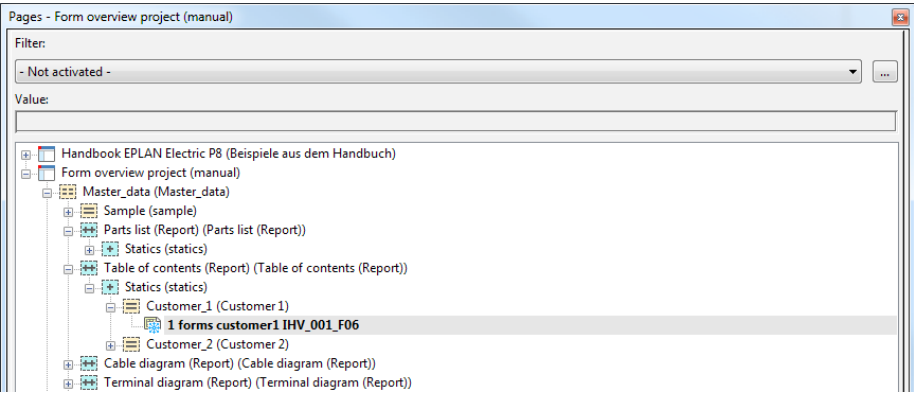 Pages - Form overview project (manual)
Filter:
- Not activated -
...
Value:
Handbook EPLAN Electric P8 (Beispiele aus dem Handbuch)
Form overview project (manual)
Master_data (Master_data)
Sample (sample)
Parts list (Report) (Parts list (Report))
Statics (statics)
Table of contents (Report) (Table of contents (Report))
Statics (statics)
Customer_1 (Customer 1)
1 forms customer1 IHV_001_F06
Customer_2 (Customer 2)
Cable diagram (Report) (Cable diagram (Report))
Terminal diagram (Report) (Terminal diagram (Report))